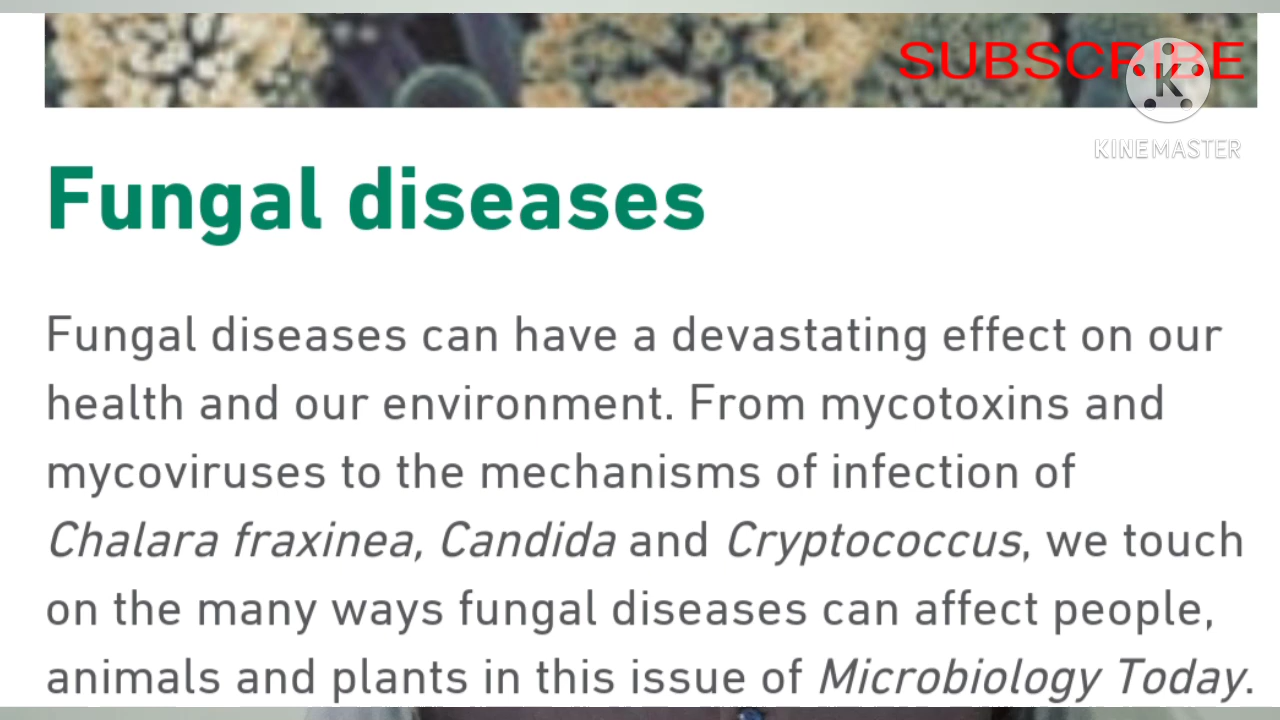 SUBSCRIBE
K
KINEMASTER
Fungal diseases
Fungal diseases can have a devastating effect on our
health and our environment. From mycotoxins and
mycoviruses to the mechanisms of infection of
Chalara fraxinea, Candida and Cryptococcus, we touch
on the many ways fungal diseases can affect people,
animals and plants in this issue of Microbiology Today.